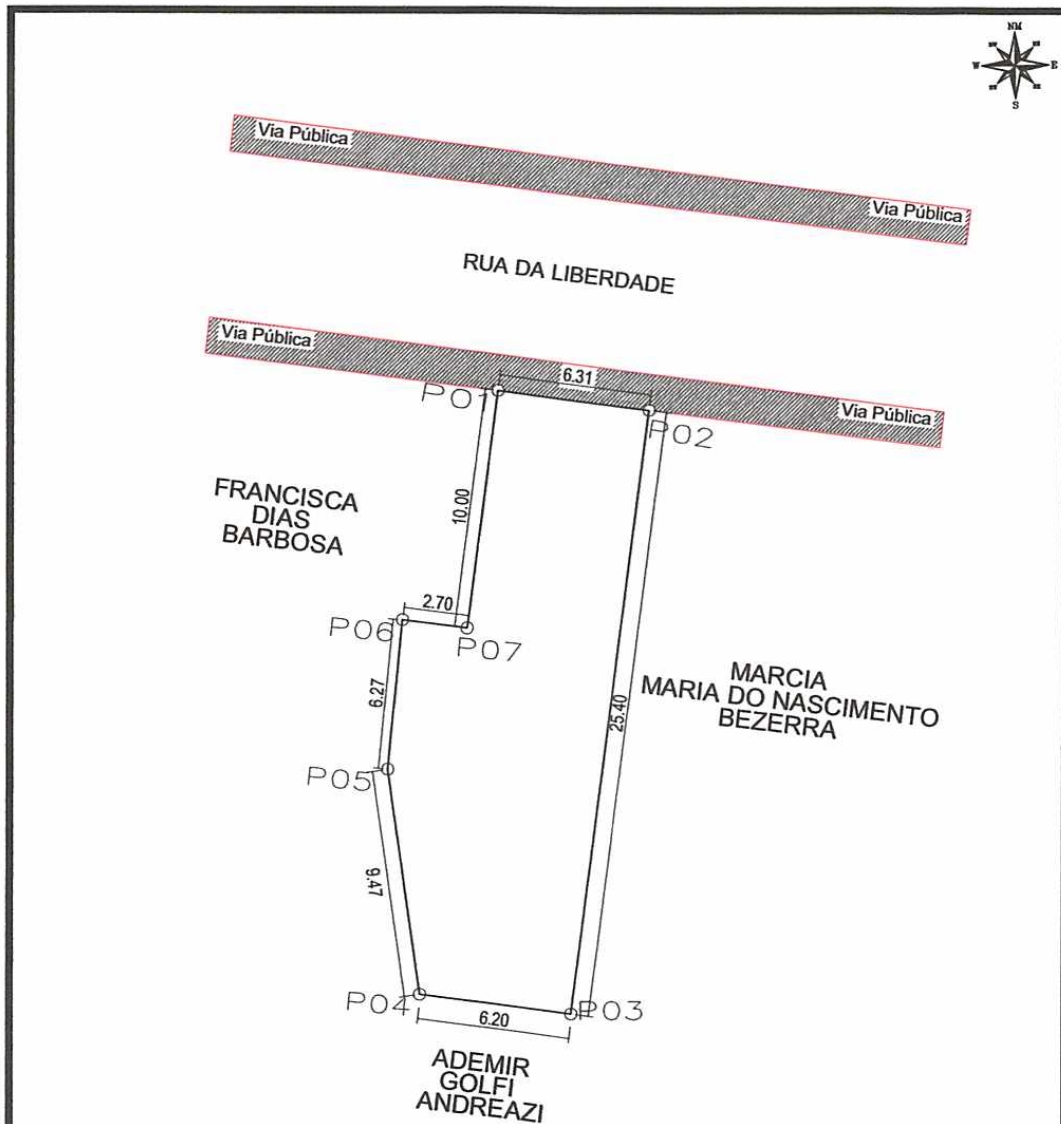 NM
W
E
S
Via Pública
Via Pública
RUA DA LIBERDADE
Via Pública
Via Pública
6.31
P01
P02
10.00
FRANCISCA
DIAS
BARBOSA
2.70
P06
P07
6.27
MARCIA
MARIA DO NASCIMENTO
BEZERRA
25.40
P05
9.47
P04
P03
6.20
ADEMIR
GOLFI
ANDREAZI